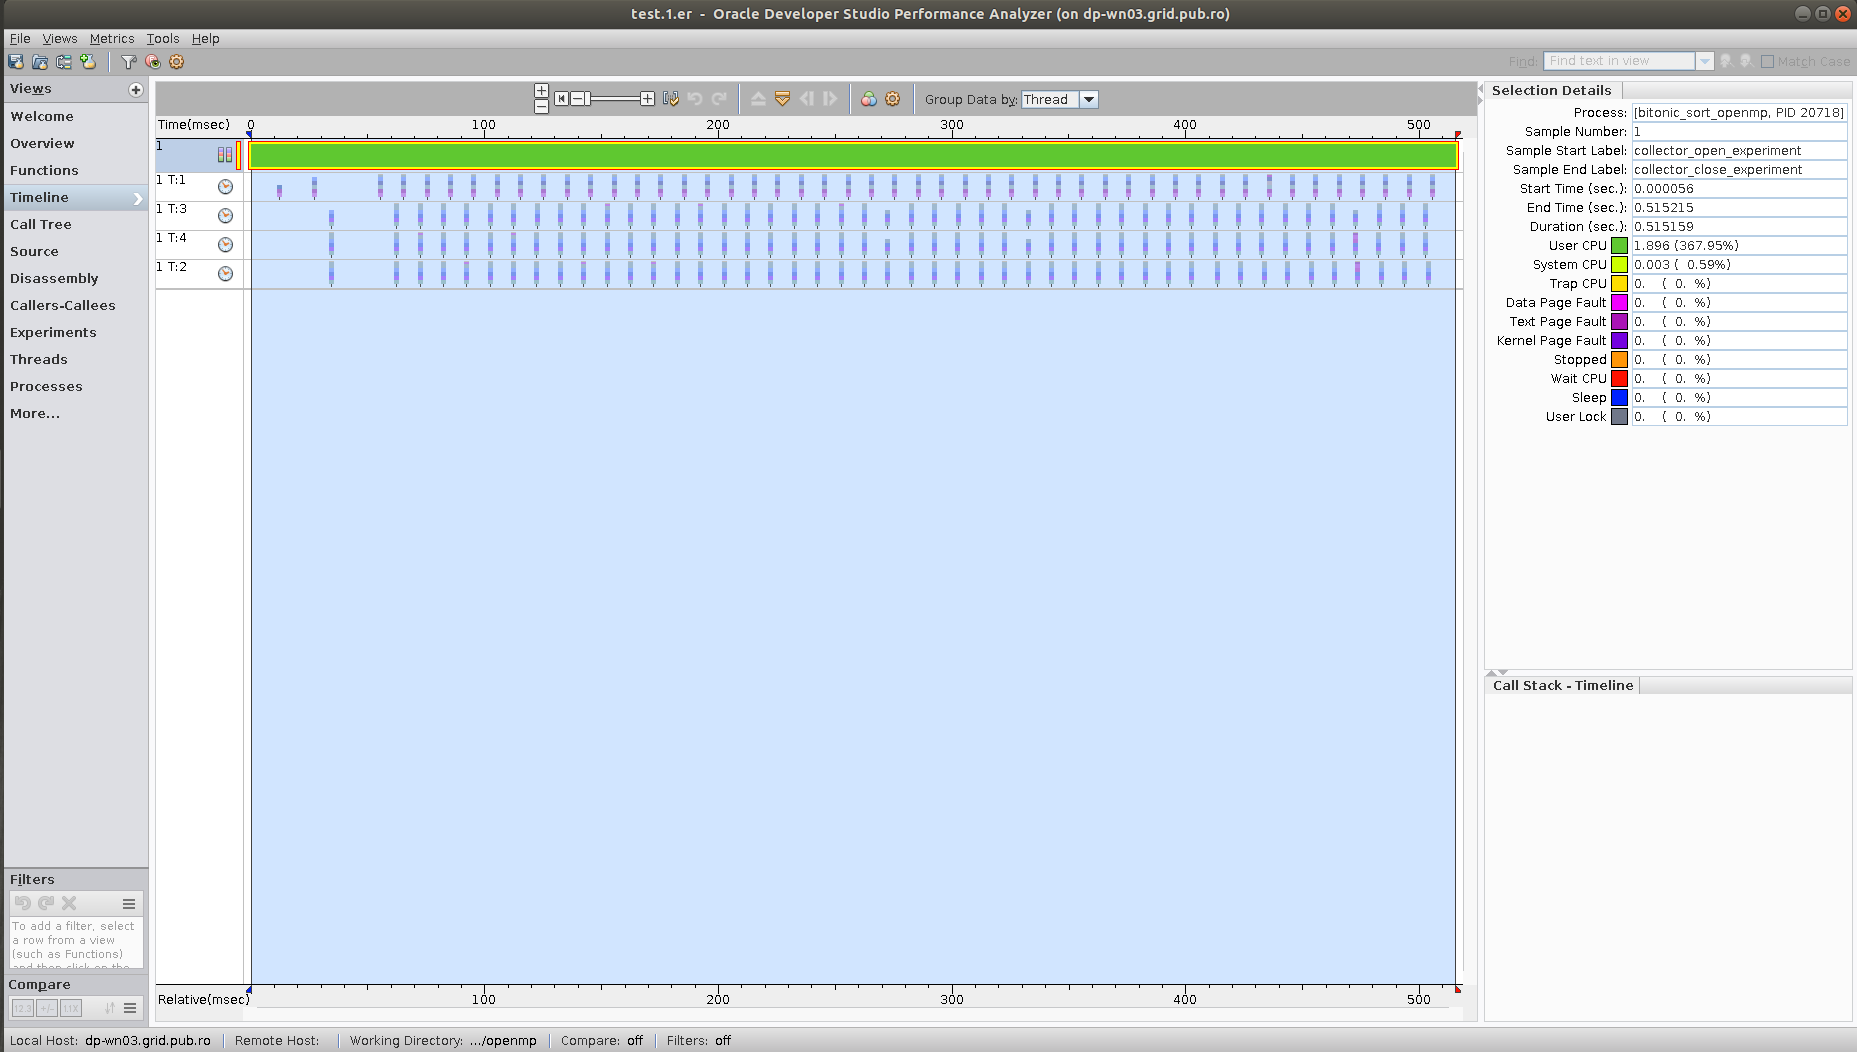 test.1.er - Oracle Developer Studio Performance Analyzer (on dp-wn03.grid.pub.ro)
File Views Metrics Tools Help
Find: Find text in view Match Case
Views
Welcome
Overview
Functions
Timeline
Call Tree
Source
Disassembly
Callers-Callees
Experiments
Threads
Processes
More...
Filters
To add a filter, select
a row from a view
(such as Functions)
and then click on the
Compare
12.3 +/- 1.1X
Group Data by: Thread
Time(msec) 0 100 200 300 400 500
1
1 T:1
1 T:3
1 T:4
1 T:2
Relative(msec) 100 200 300 400 500
Selection Details
Process: [bitonic_sort_openmp, PID 20718]
Sample Number: 1
Sample Start Label: collector_open_experiment
Sample End Label: collector_close_experiment
Start Time (sec.): 0.000056
End Time (sec.): 0.515215
Duration (sec.): 0.515159
User CPU 1.896 (367.95%)
System CPU 0.003 ( 0.59%)
Trap CPU 0. ( 0. %)
Data Page Fault 0. ( 0. %)
Text Page Fault 0. ( 0. %)
Kernel Page Fault 0. ( 0. %)
Stopped 0. ( 0. %)
Wait CPU 0. ( 0. %)
Sleep 0. ( 0. %)
User Lock 0. ( 0. %)
Call Stack - Timeline
Local Host: dp-wn03.grid.pub.ro Remote Host: Working Directory: .../openmp Compare: off Filters: off